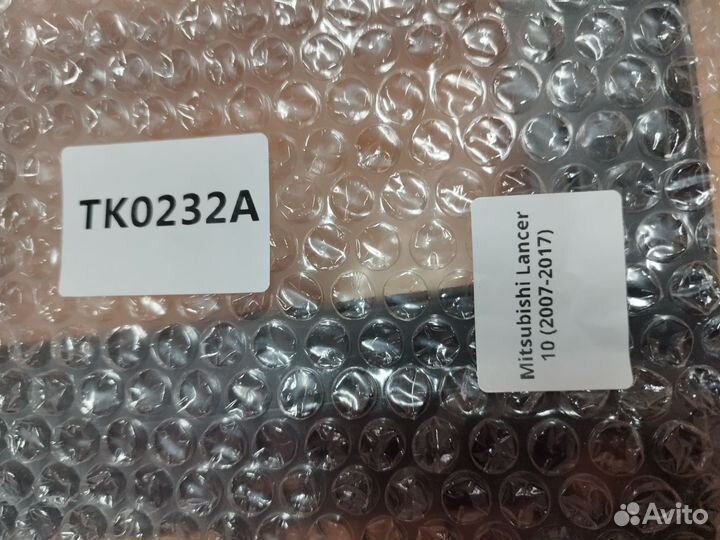 TK0232A
Mitsubishi Lancer
10 (2007-2017)
Avito